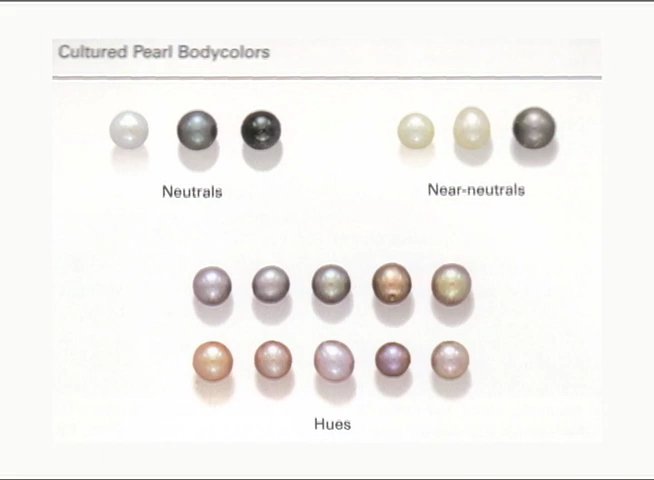 Cultured Pearl Bodycolors
Neutrals
Near-neutrals
Hues